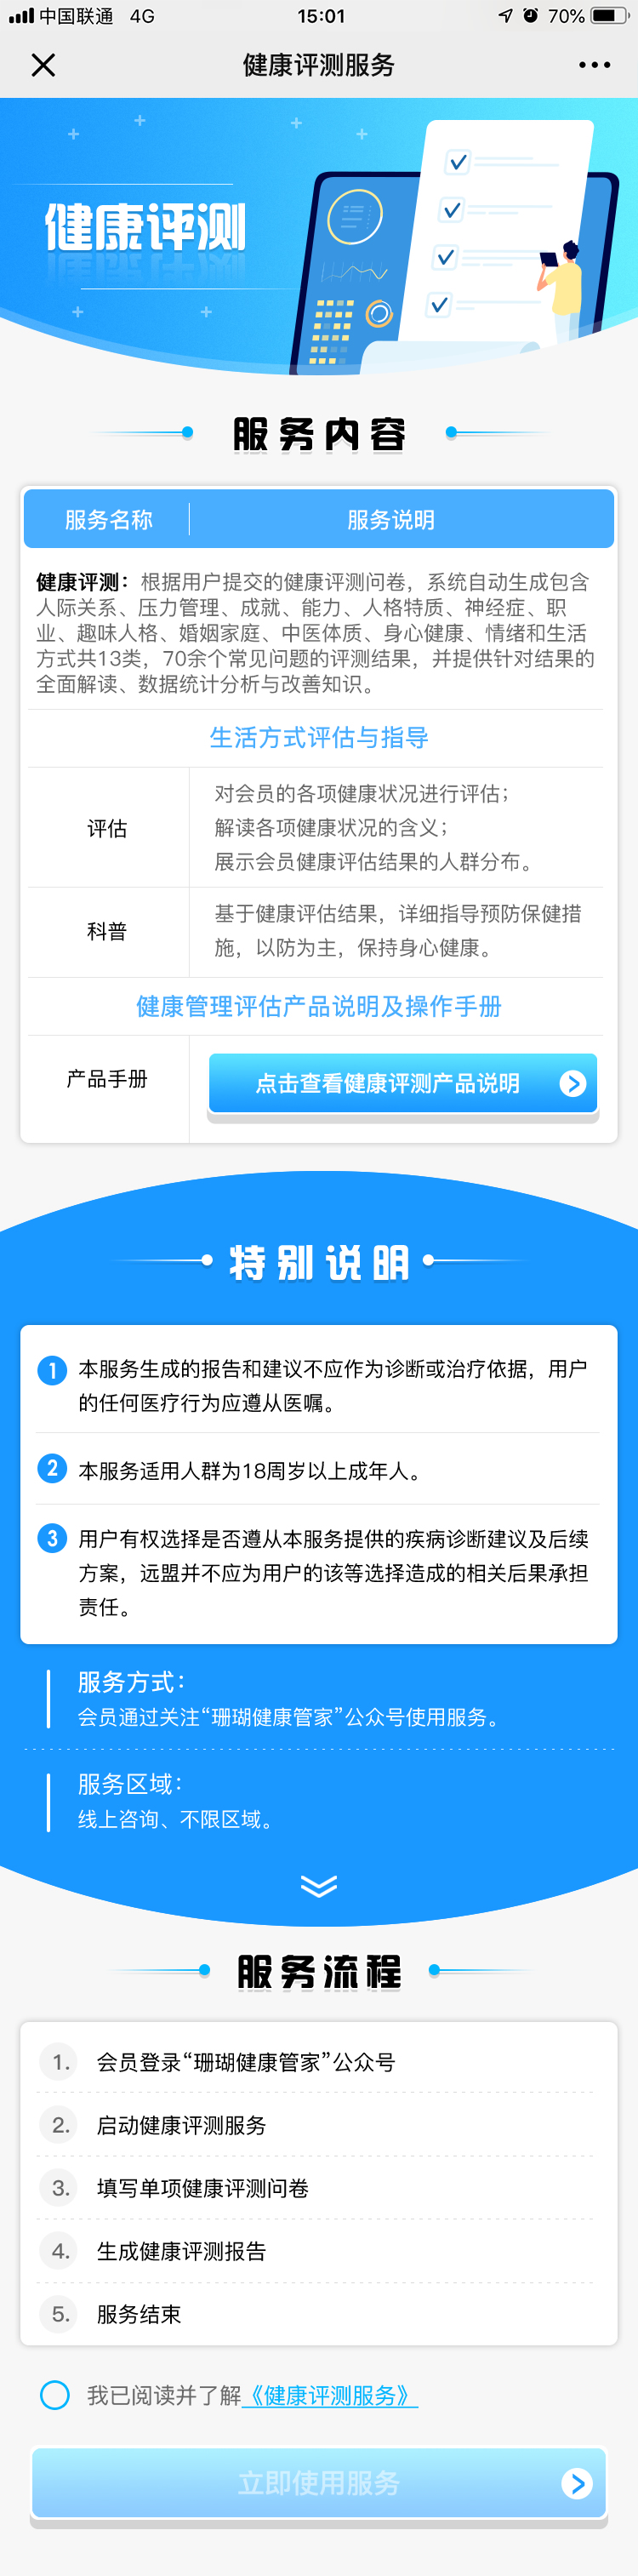 中国联通 4G 15:01 70%
健康评测服务
健康评测
服务内容
服务名称 服务说明
健康评测：根据用户提交的健康评测问卷，系统自动生成包含
人际关系、压力管理、成就、能力、人格特质、神经症、职
业、趣味人格、婚姻家庭、中医体质、身心健康、情绪和生活
方式共13类，70余个常见问题的评测结果，并提供针对结果的
全面解读、数据统计分析与改善知识。
生活方式评估与指导
评估
对会员的各项健康状况进行评估；
解读各项健康状况的含义；
展示会员健康评估结果的人群分布。
科普
基于健康评估结果，详细指导预防保健措
施，以防为主，保持身心健康。
健康管理评估产品说明及操作手册
产品手册
点击查看健康评测产品说明
特别说明
1 本服务生成的报告和建议不应作为诊断或治疗依据，用户
的任何医疗行为应遵从医嘱。
2 本服务适用人群为18周岁以上成年人。
3 用户有权选择是否遵从本服务提供的疾病诊断建议及后续
方案，远盟并不应为用户的该等选择造成的相关后果承担
责任。
服务方式：
会员通过关注“珊瑚健康管家”公众号使用服务。
服务区域：
线上咨询、不限区域。
服务流程
1. 会员登录“珊瑚健康管家”公众号
2. 启动健康评测服务
3. 填写单项健康评测问卷
4. 生成健康评测报告
5. 服务结束
我已阅读并了解《健康评测服务》
立即使用服务